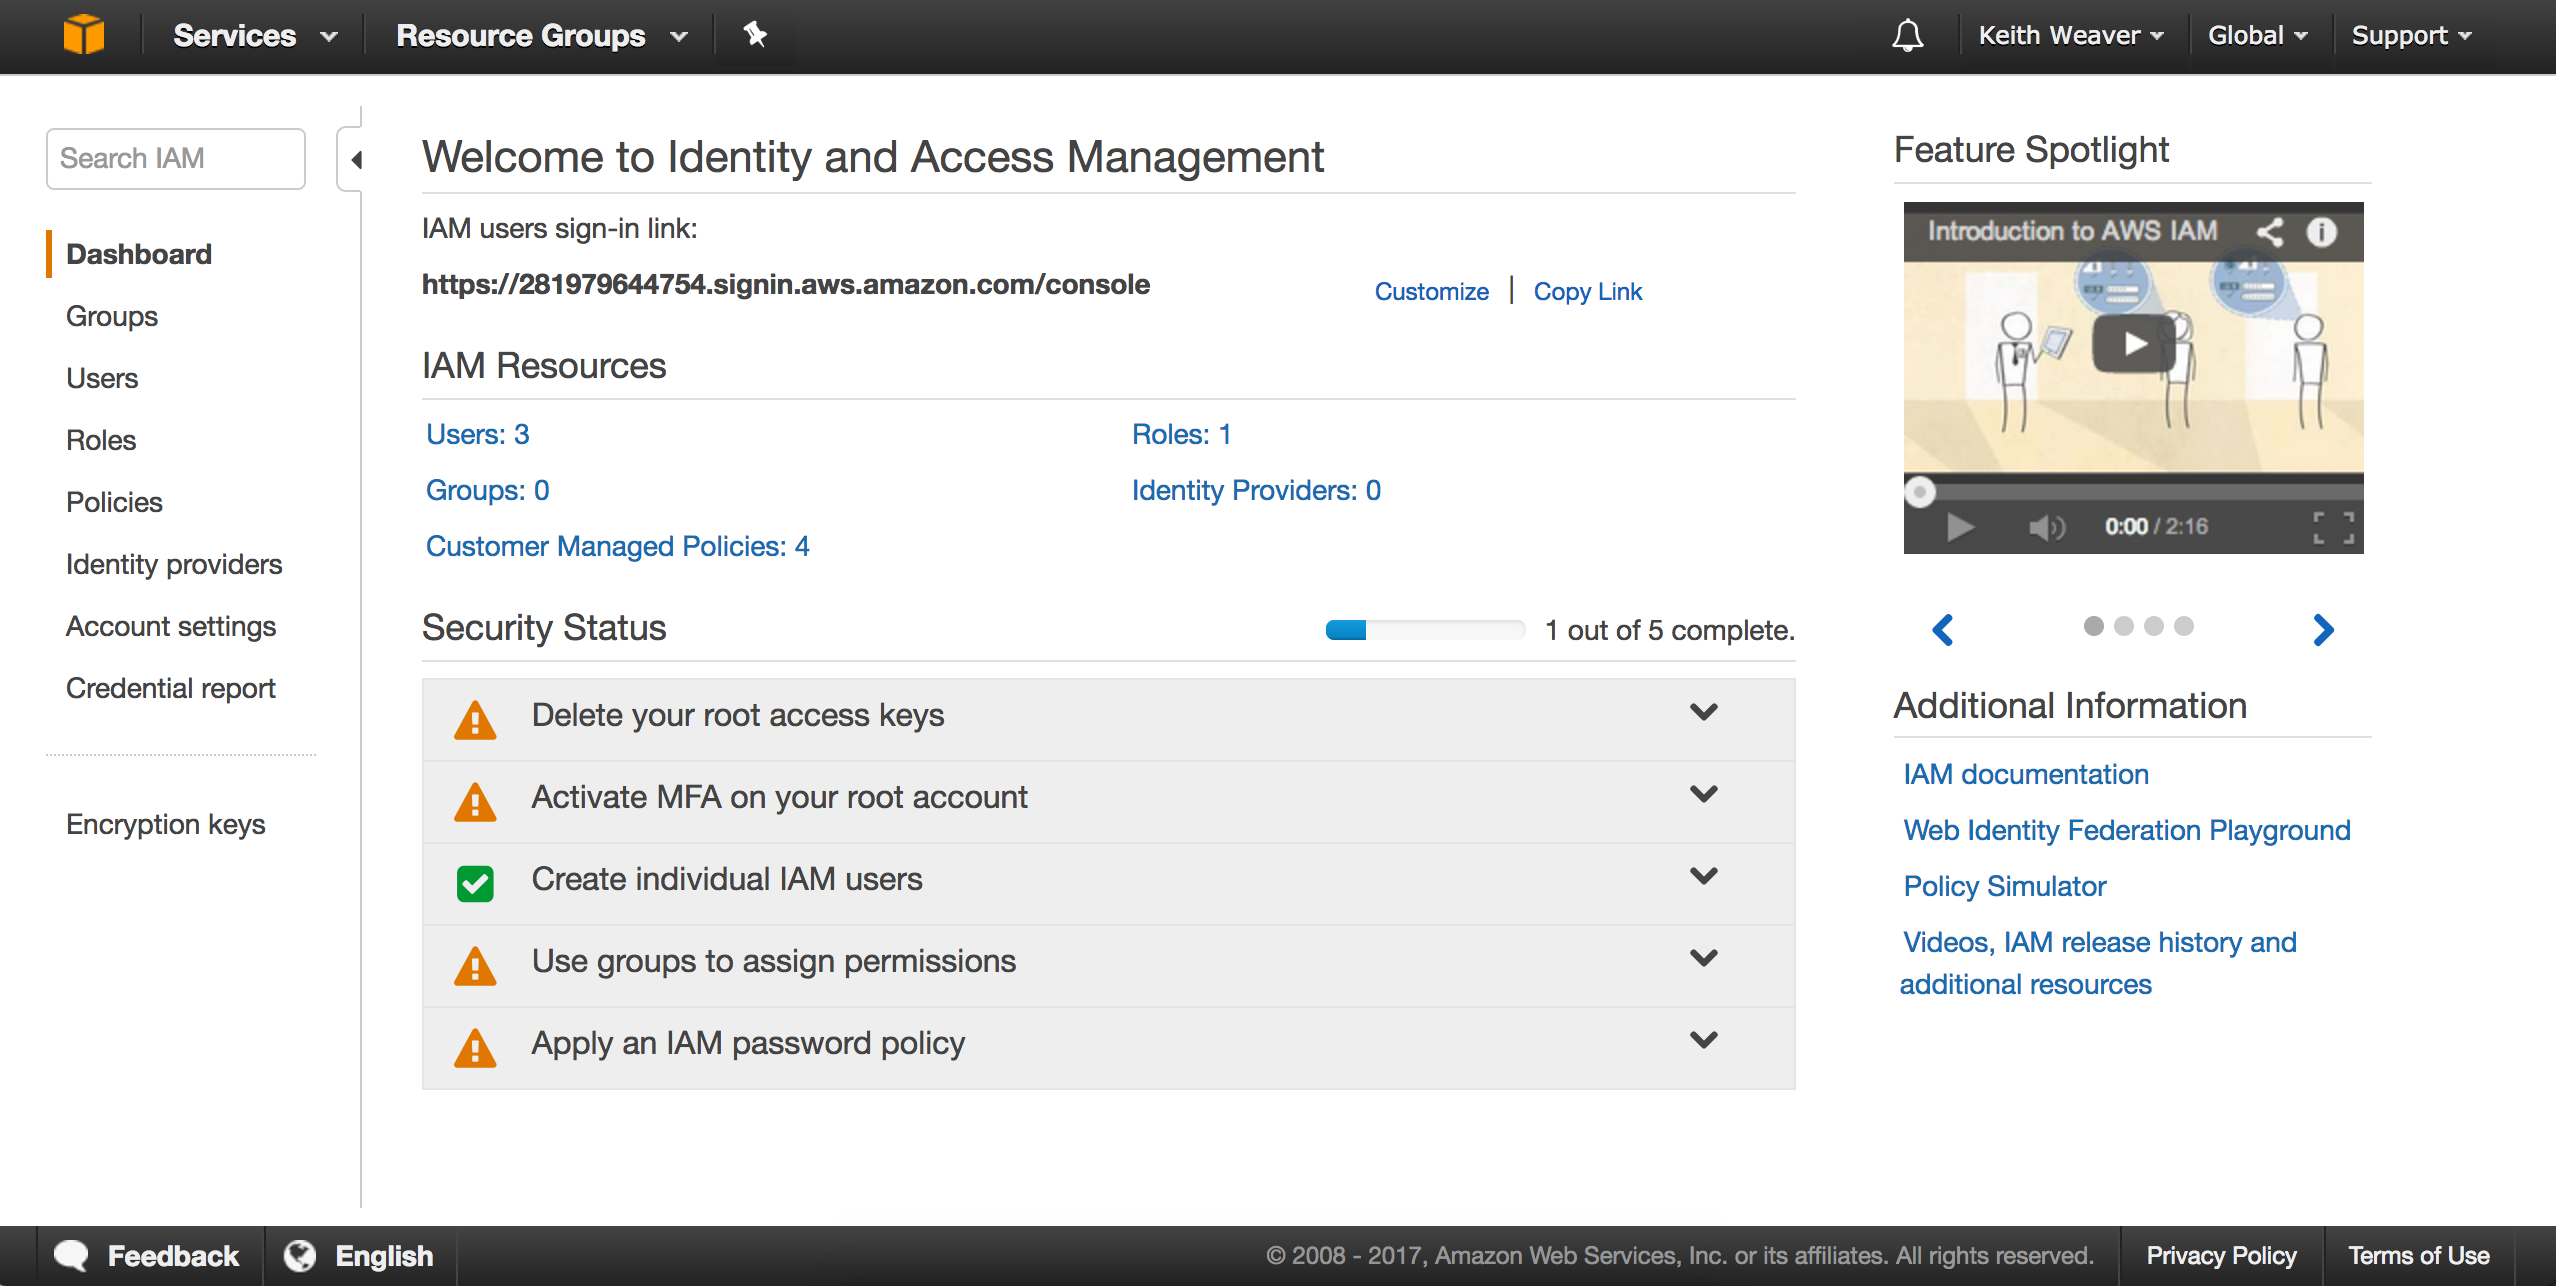 Services
Resource Groups
Keith Weaver
Global
Support
Search IAM
Dashboard
Groups
Users
Roles
Policies
Identity providers
Account settings
Credential report
Encryption keys
Welcome to Identity and Access Management
IAM users sign-in link:
https://281979644754.signin.aws.amazon.com/console
Customize | Copy Link
IAM Resources
Users: 3
Roles: 1
Groups: 0
Identity Providers: 0
Customer Managed Policies: 4
Security Status
1 out of 5 complete.
Delete your root access keys
Activate MFA on your root account
Create individual IAM users
Use groups to assign permissions
Apply an IAM password policy
Feature Spotlight
Introduction to AWS IAM
0:00 / 2:16
Additional Information
IAM documentation
Web Identity Federation Playground
Policy Simulator
Videos, IAM release history and
additional resources
Feedback
English
© 2008 - 2017, Amazon Web Services, Inc. or its affiliates. All rights reserved.
Privacy Policy
Terms of Use